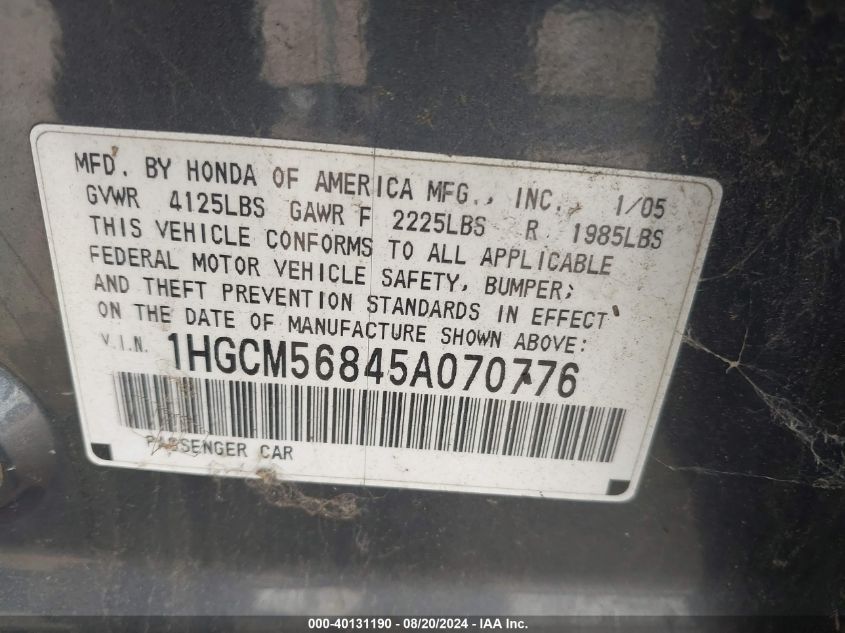 MFD. BY HONDA OF AMERICA MFG., INC. 1/05
GVWR 4125LBS GAWR F 2225LBS R 1985LBS
THIS VEHICLE CONFORMS TO ALL APPLICABLE
FEDERAL MOTOR VEHICLE SAFETY, BUMPER,
AND THEFT PREVENTION STANDARDS IN EFFECT
ON THE DATE OF MANUFACTURE SHOWN ABOVE:
V.I.N. 1HGCM56845A070776
PASSENGER CAR
000-40131190 - 08/20/2024 - IAA Inc.